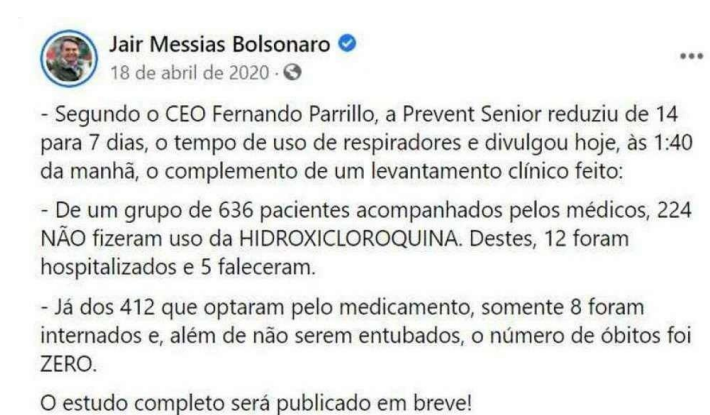 Jair Messias Bolsonaro
18 de abril de 2020 ·
- Segundo o CEO Fernando Parrillo, a Prevent Senior reduziu de 14
para 7 dias, o tempo de uso de respiradores e divulgou hoje, às 1:40
da manhã, o complemento de um levantamento clínico feito:
- De um grupo de 636 pacientes acompanhados pelos médicos, 224
NÃO fizeram uso da HIDROXICLOROQUINA. Destes, 12 foram
hospitalizados e 5 faleceram.
- Já dos 412 que optaram pelo medicamento, somente 8 foram
internados e, além de não serem entubados, o número de óbitos foi
ZERO.
O estudo completo será publicado em breve!